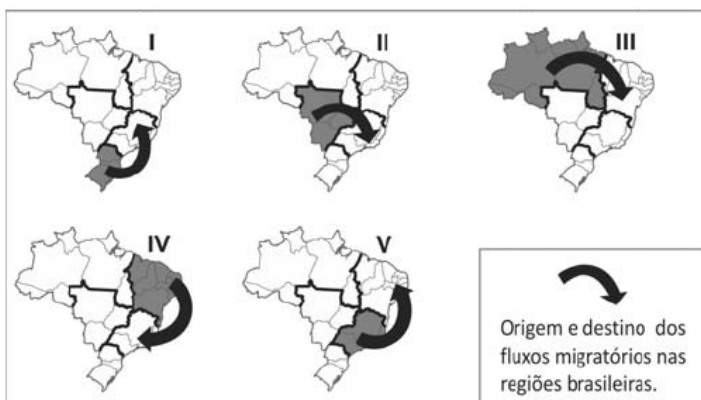 I
II
III
IV
V
Origem e destino dos
fluxos migratórios nas
regiões brasileiras.